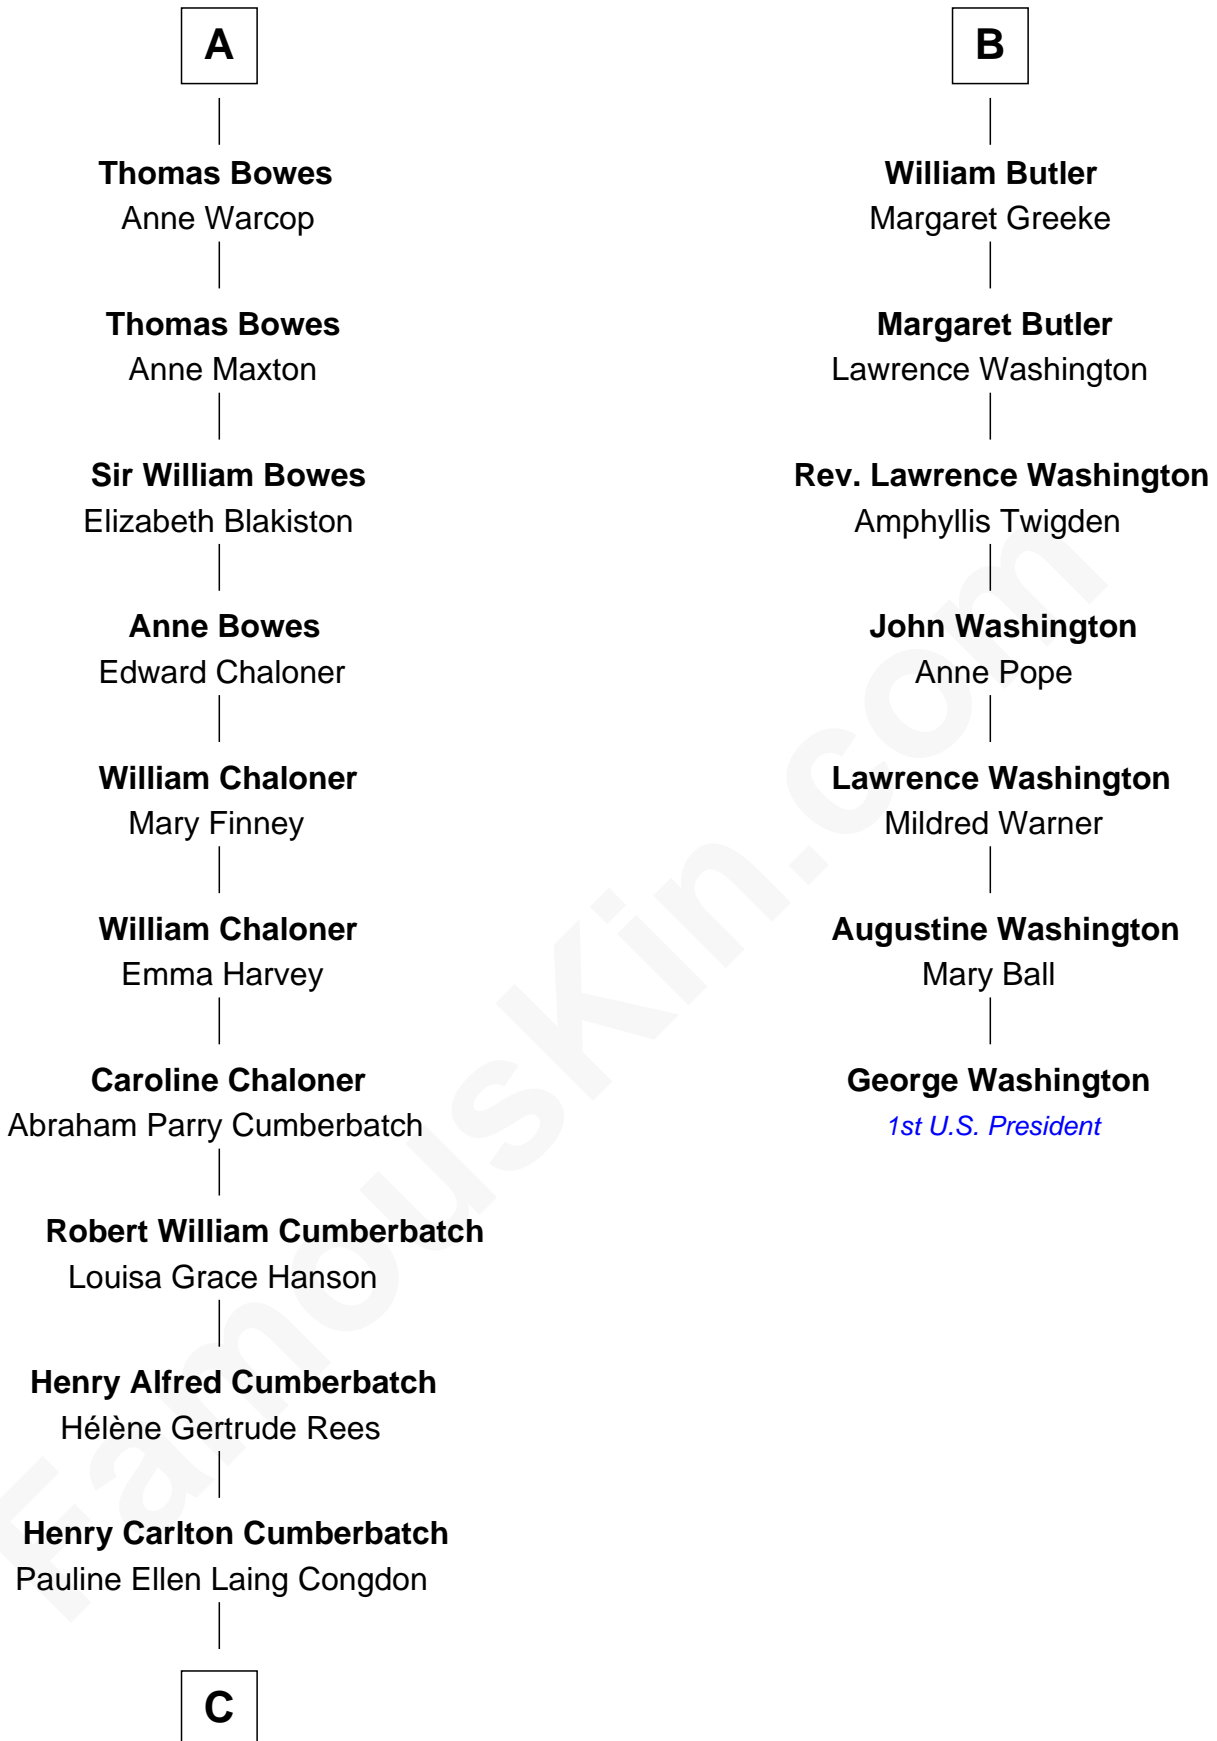 A
Thomas Bowes
Anne Warcop
Thomas Bowes
Anne Maxton
Sir William Bowes
Elizabeth Blakiston
Anne Bowes
Edward Chaloner
William Chaloner
Mary Finney
William Chaloner
Emma Harvey
Caroline Chaloner
Abraham Parry Cumberbatch
Robert William Cumberbatch
Louisa Grace Hanson
Henry Alfred Cumberbatch
Hélène Gertrude Rees
Henry Carlton Cumberbatch
Pauline Ellen Laing Congdon
C
B
William Butler
Margaret Greeke
Margaret Butler
Lawrence Washington
Rev. Lawrence Washington
Amphyllis Twigden
John Washington
Anne Pope
Lawrence Washington
Mildred Warner
Augustine Washington
Mary Ball
George Washington
1st U.S. President
FamousKin.com